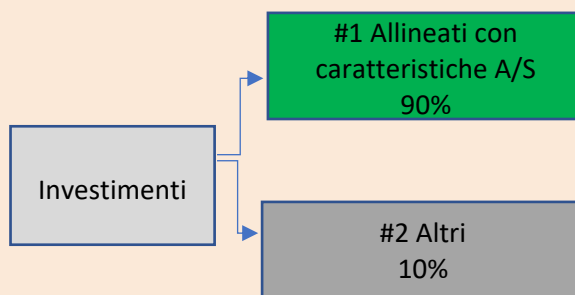 #1 Allineati con
caratteristiche A/S
90%
Investimenti
#2 Altri
10%